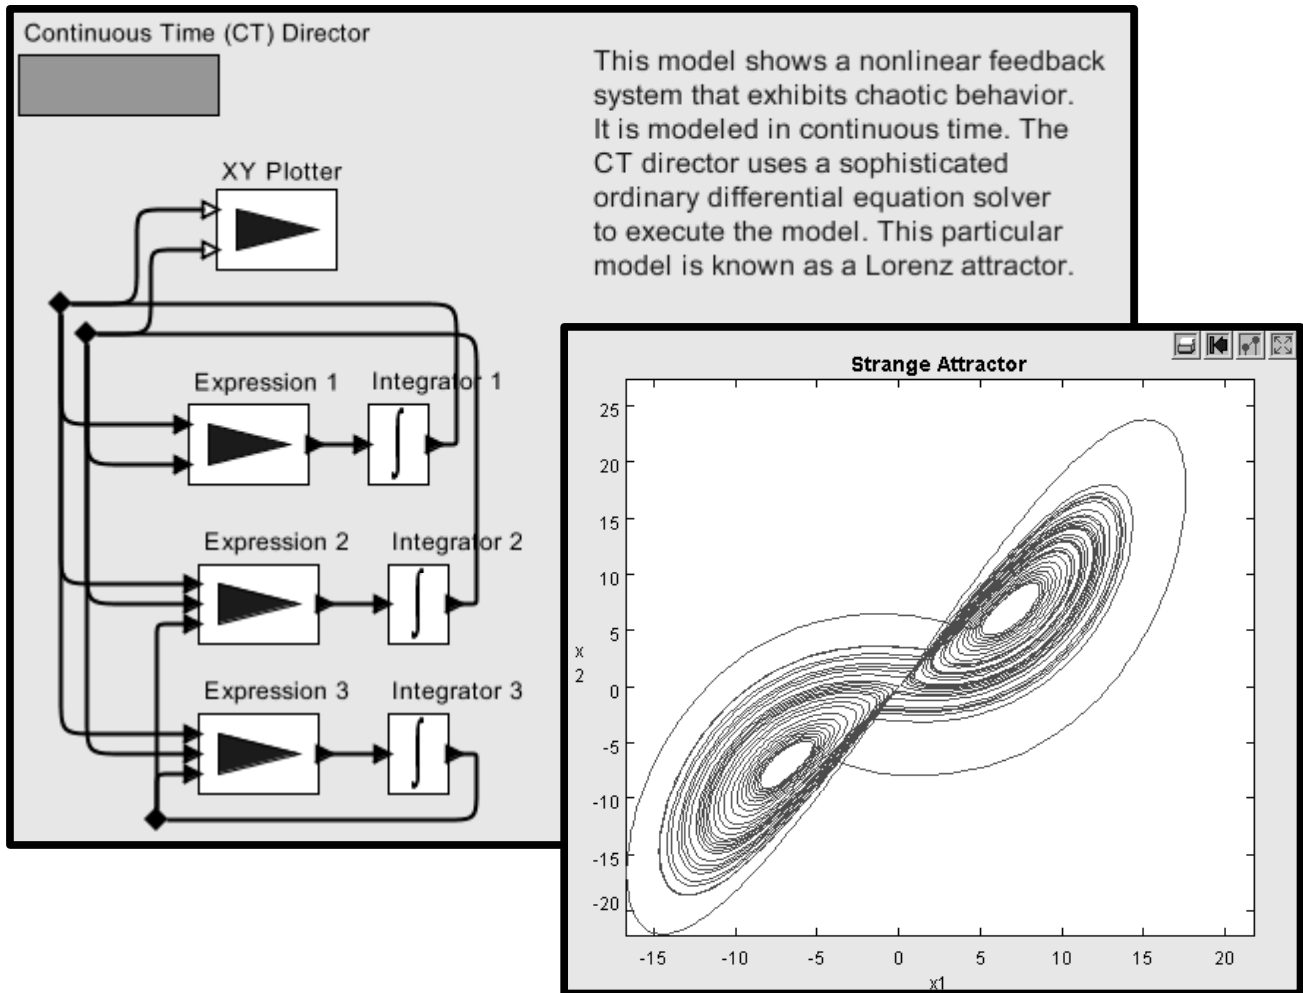 Continuous Time (CT) Director
This model shows a nonlinear feedback
system that exhibits chaotic behavior.
It is modeled in continuous time. The
CT director uses a sophisticated
ordinary differential equation solver
to execute the model. This particular
model is known as a Lorenz attractor.
XY Plotter
Expression 1
Integrator 1
Expression 2
Integrator 2
Expression 3
Integrator 3
Strange Attractor
25
20
15
10
5
0
-5
-10
-15
-20
x
2
-15 -10 -5 0 5 10 15 20
x1